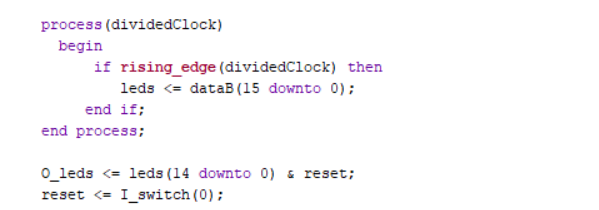 process(dividedClock)
begin
if rising_edge(dividedClock) then
leds <= dataB(15 downto 0);
end if;
end process;
O_leds <= leds(14 downto 0) & reset;
reset <= I_switch(0);